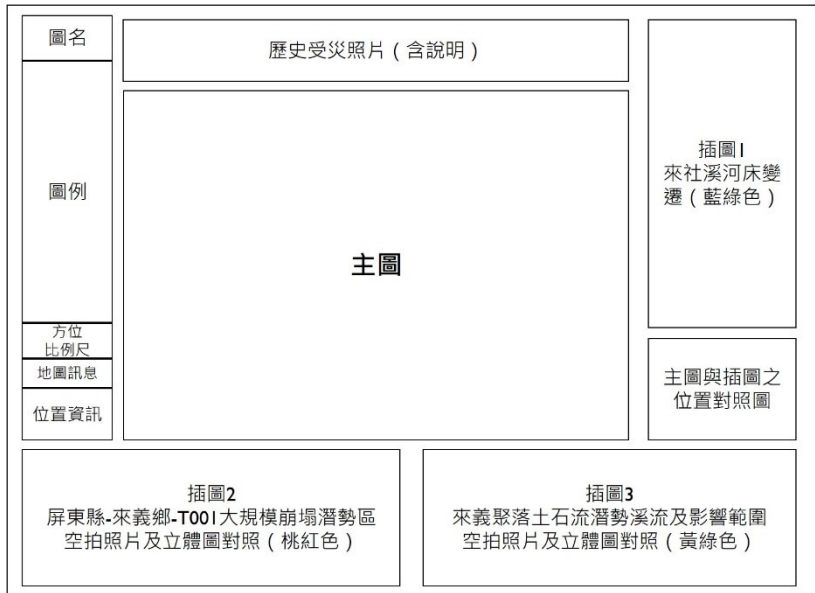 圖名
圖例
方位
比例尺
地圖訊息
位置資訊
歷史受災照片（含說明）
主圖
插圖1
來社溪河床變
遷（藍綠色）
主圖與插圖之
位置對照圖
插圖2
屏東縣-來義鄉-T001大規模崩塌潛勢區
空拍照片及立體圖對照（桃紅色）
插圖3
來義聚落土石流潛勢溪流及影響範圍
空拍照片及立體圖對照（黃綠色）